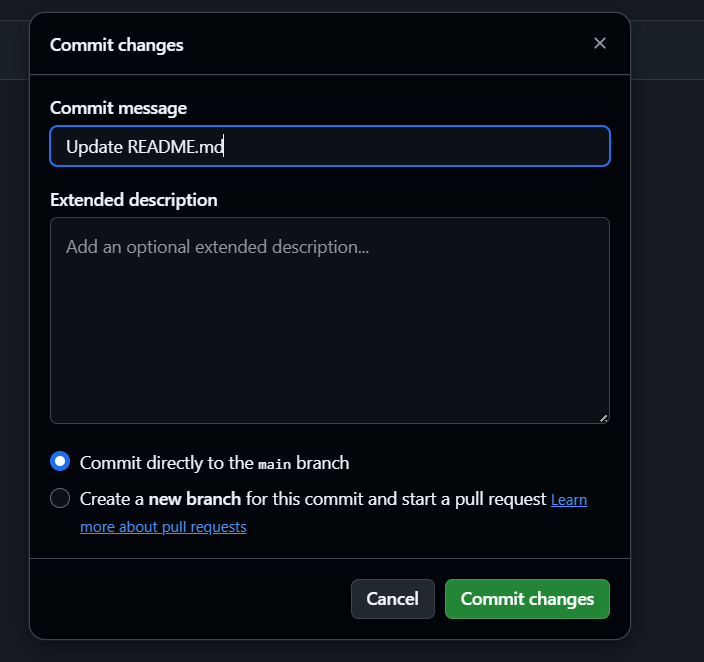 Commit changes
Commit message
Update README.md
Extended description
Add an optional extended description...
Commit directly to the main branch
Create a new branch for this commit and start a pull request Learn
more about pull requests
Cancel
Commit changes